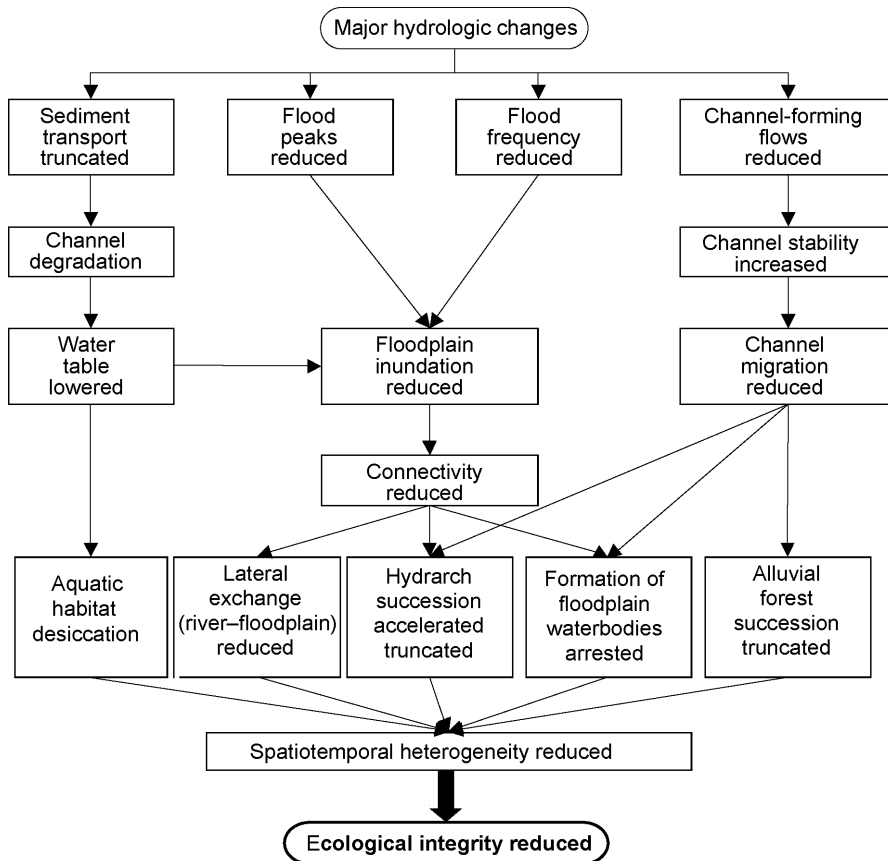 Major hydrologic changes
Sediment
transport
truncated
Flood
peaks
reduced
Flood
frequency
reduced
Channel-forming
flows
reduced
Channel
degradation
Channel stability
increased
Water
table
lowered
Floodplain
inundation
reduced
Channel
migration
reduced
Connectivity
reduced
Aquatic
habitat
desiccation
Lateral
exchange
(river–floodplain)
reduced
Hydrarch
succession
accelerated
truncated
Formation of
floodplain
waterbodies
arrested
Alluvial
forest
succession
truncated
Spatiotemporal heterogeneity reduced
Ecological integrity reduced